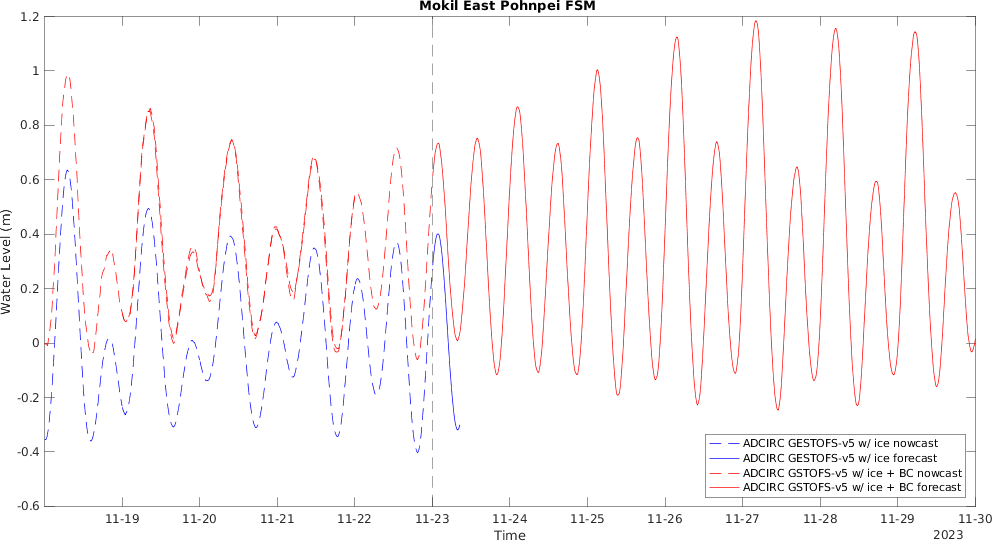 Mokil East Pohnpei FSM
1.2
1
0.8
0.6
0.4
0.2
0
-0.2
-0.4
-0.6
Water Level (m)
ADCIRC GESTOFS-v5 w/ ice nowcast
ADCIRC GESTOFS-v5 w/ ice forecast
ADCIRC GSTOFS-v5 w/ ice + BC nowcast
ADCIRC GSTOFS-v5 w/ ice + BC forecast
11-19 11-20 11-21 11-22 11-23 11-24 11-25 11-26 11-27 11-28 11-29 11-30
Time
2023